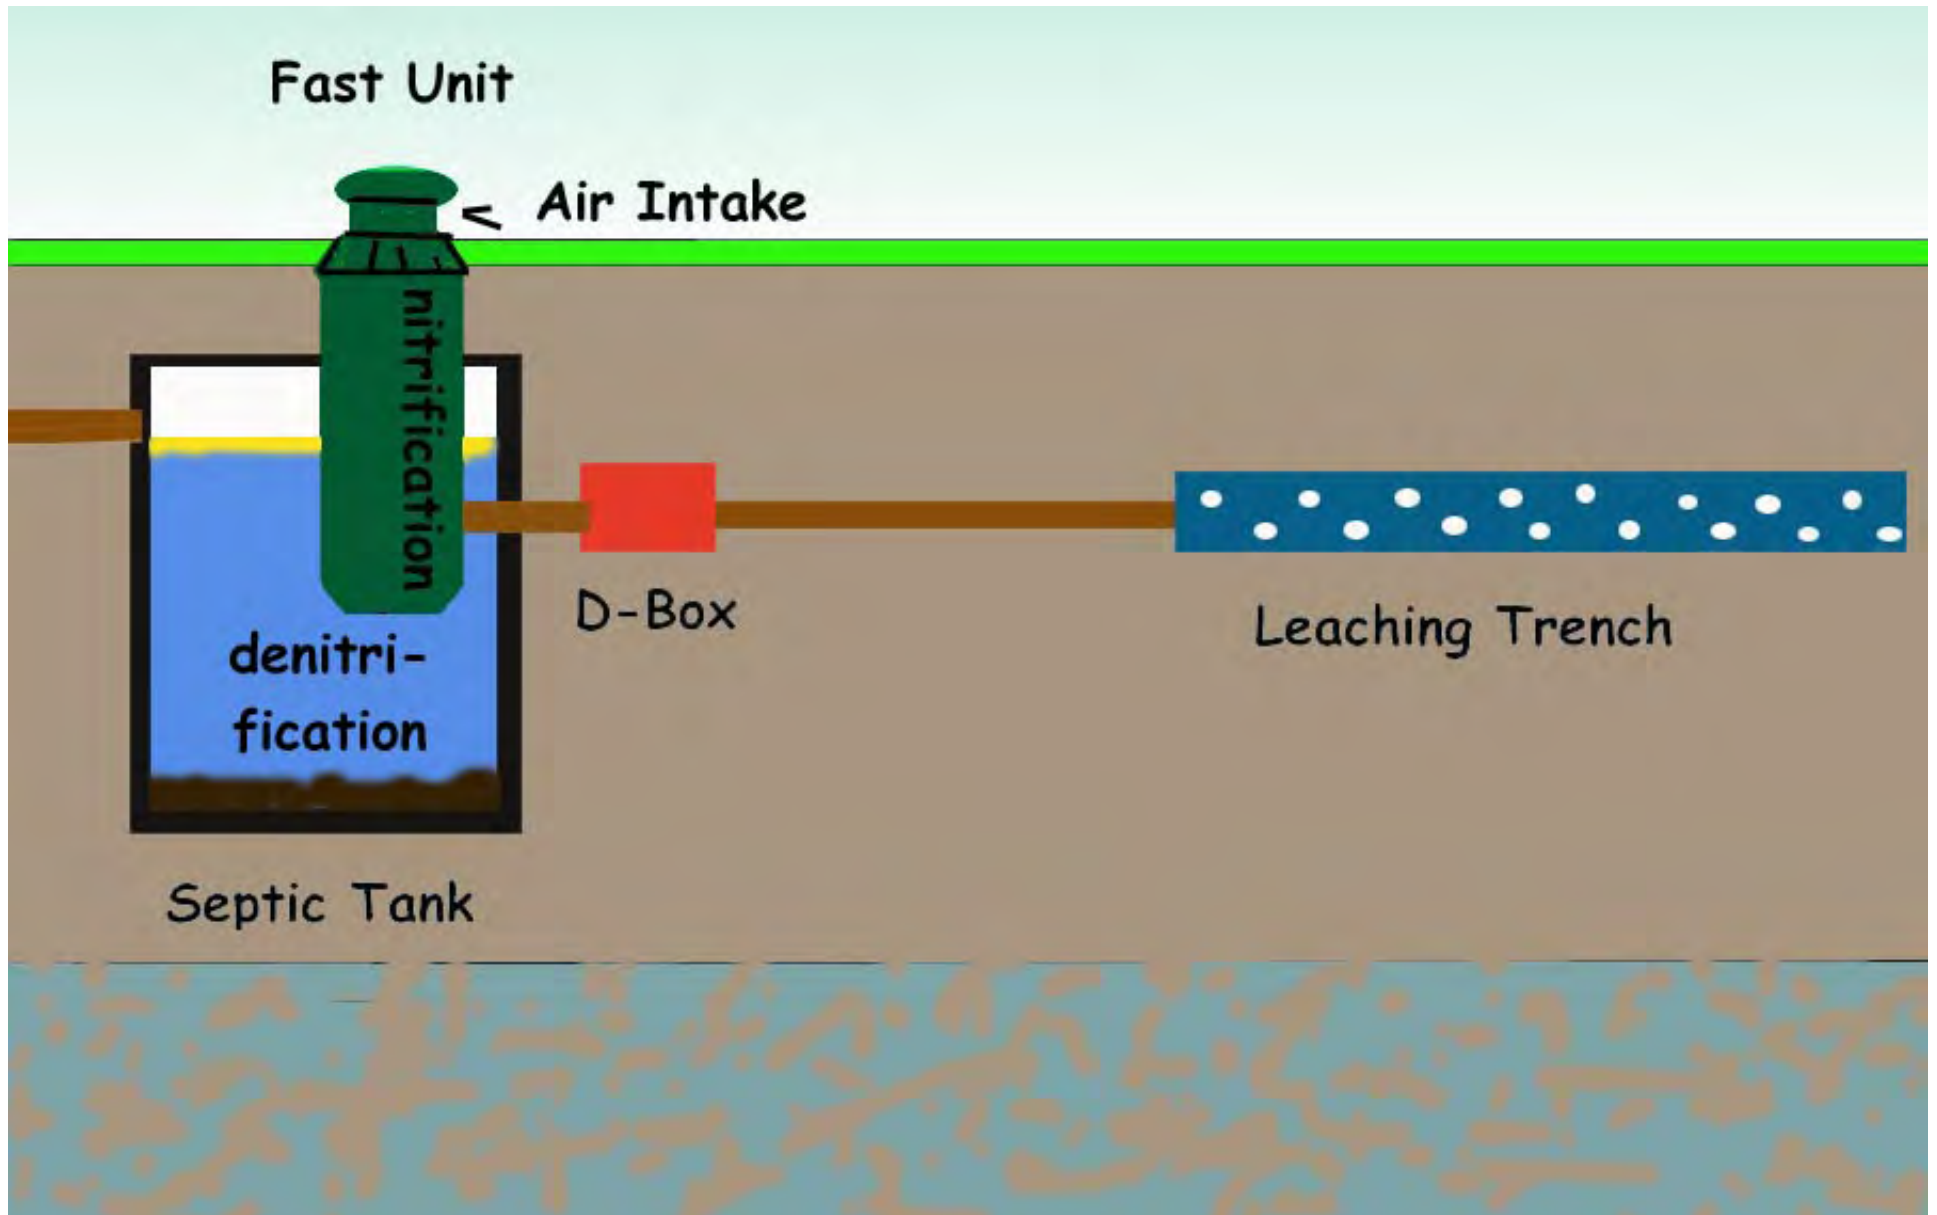 Fast Unit
< Air Intake
nitrification
denitri-
fication
D-Box
Leaching Trench
Septic Tank